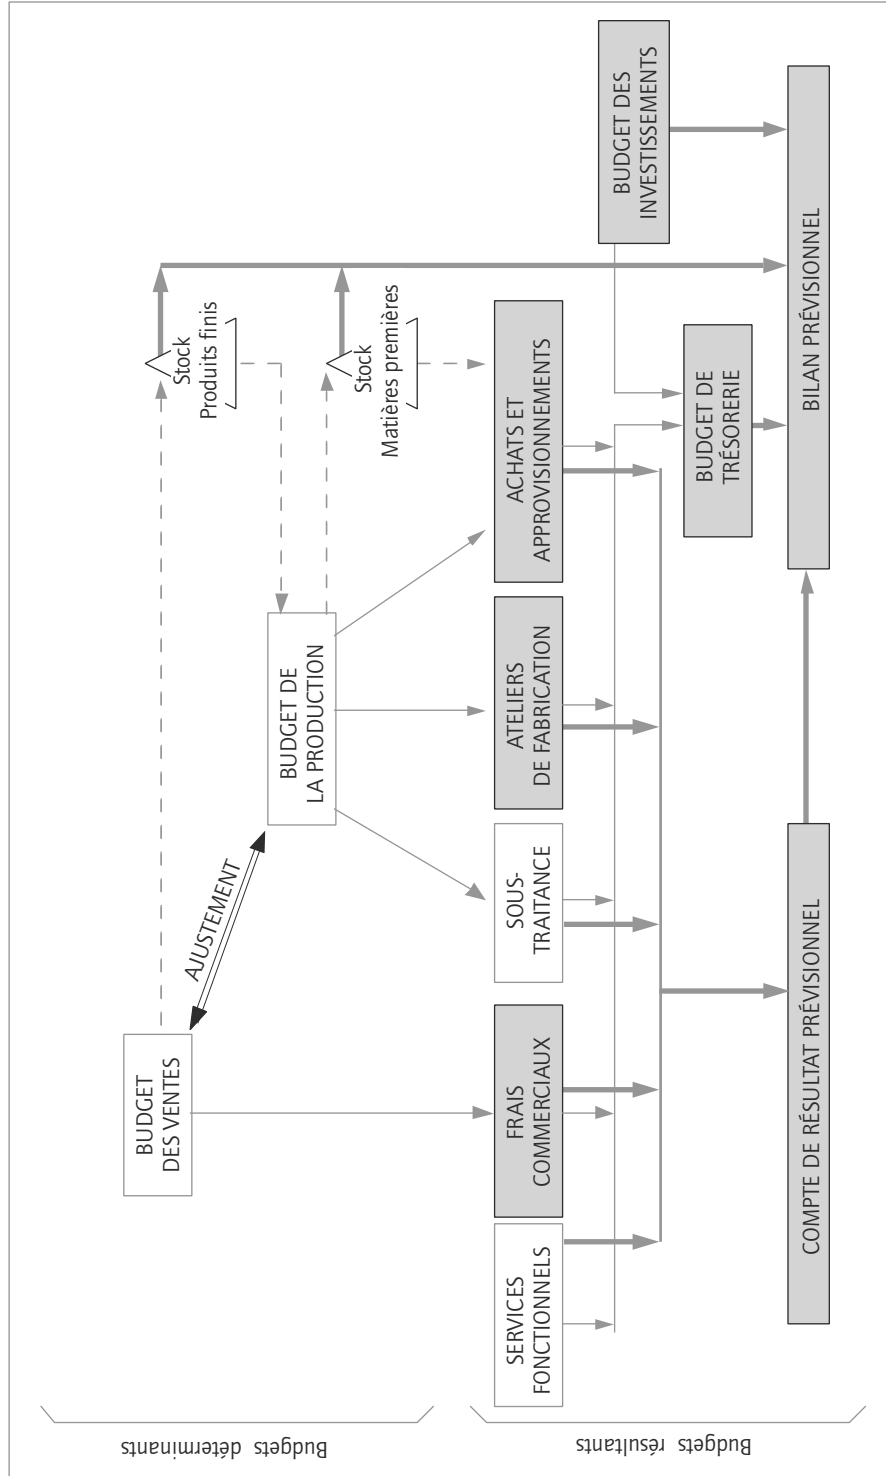 Budgets déterminants
BUDGET
DES VENTES
AJUSTEMENT
BUDGET DE
LA PRODUCTION
Stock
Produits finis
Stock
Matières premières
Budgets résultants
SERVICES
FONCTIONNELS
FRAIS
COMMERCIAUX
SOUS-
TRAITANCE
ATELIERS
DE FABRICATION
ACHATS ET
APPROVISIONNEMENTS
BUDGET DES
INVESTISSEMENTS
BUDGET DE
TRÉSORERIE
COMPTE DE RÉSULTAT PRÉVISIONNEL
BILAN PRÉVISIONNEL